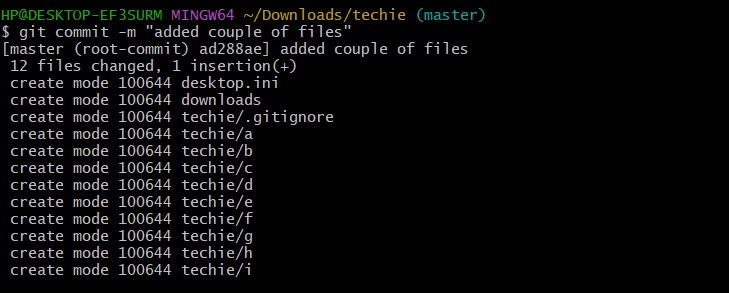 HP@DESKTOP-EF3SURM MINGW64 ~/Downloads/techie (master)
$ git commit -m "added couple of files"
[master (root-commit) ad288ae] added couple of files
 12 files changed, 1 insertion(+)
 create mode 100644 desktop.ini
 create mode 100644 downloads
 create mode 100644 techie/.gitignore
 create mode 100644 techie/a
 create mode 100644 techie/b
 create mode 100644 techie/c
 create mode 100644 techie/d
 create mode 100644 techie/e
 create mode 100644 techie/f
 create mode 100644 techie/g
 create mode 100644 techie/h
 create mode 100644 techie/i